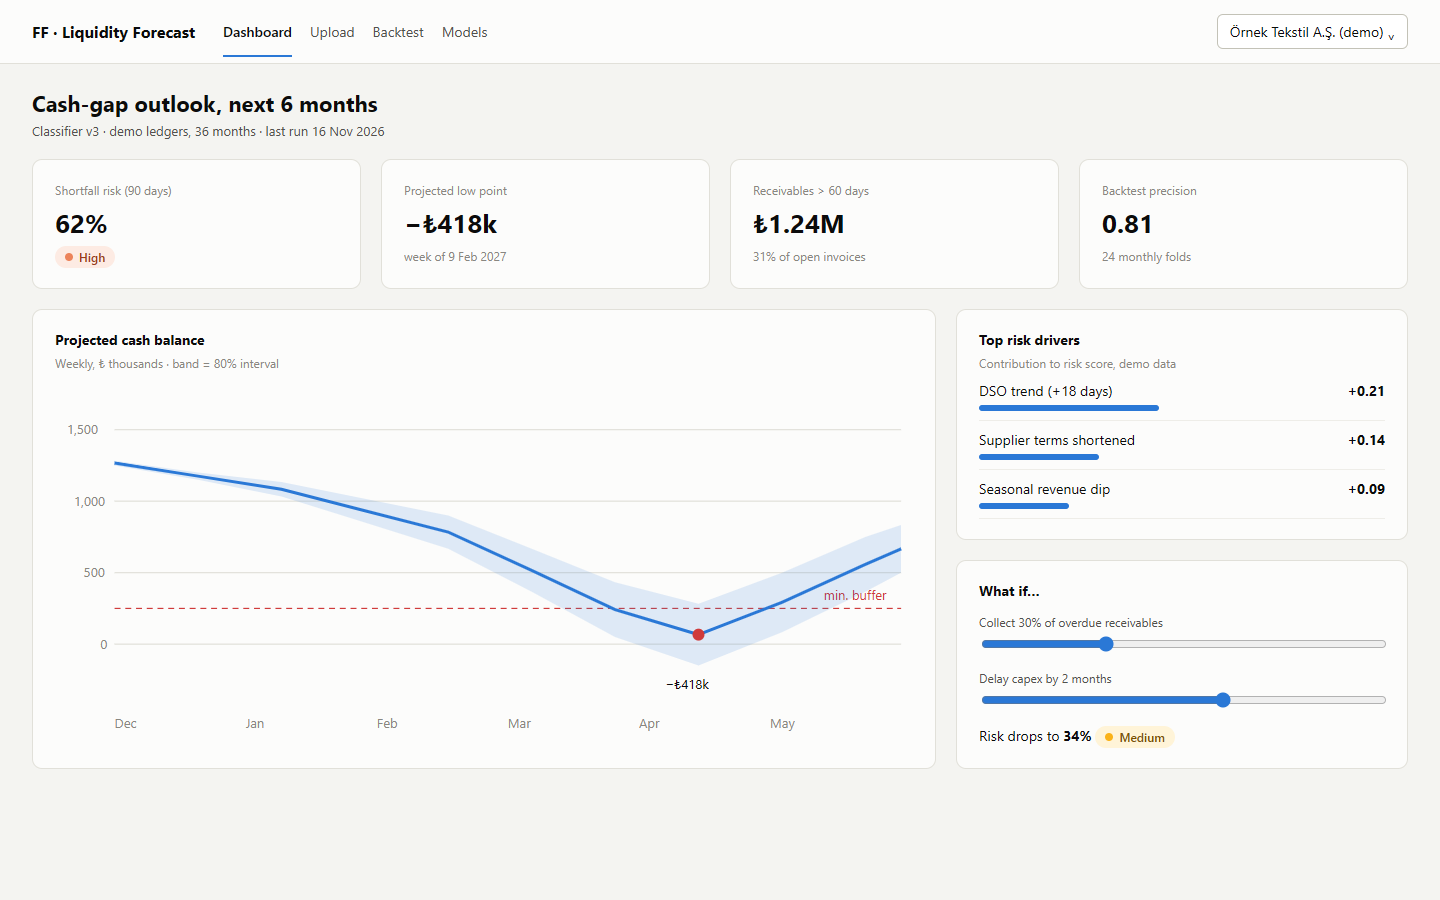 FF · Liquidity Forecast
Dashboard
Upload
Backtest
Models
Örnek Tekstil A.Ş. (demo)
Cash-gap outlook, next 6 months
Classifier v3 · demo ledgers, 36 months · last run 16 Nov 2026
Shortfall risk (90 days)
62%
High
Projected low point
−₺418k
week of 9 Feb 2027
Receivables > 60 days
₺1.24M
31% of open invoices
Backtest precision
0.81
24 monthly folds
Projected cash balance
Weekly, ₺ thousands · band = 80% interval
1,500
1,000
500
0
min. buffer
−₺418k
Dec
Jan
Feb
Mar
Apr
May
Top risk drivers
Contribution to risk score, demo data
DSO trend (+18 days) +0.21
Supplier terms shortened +0.14
Seasonal revenue dip +0.09
What if...
Collect 30% of overdue receivables
Delay capex by 2 months
Risk drops to 34% Medium